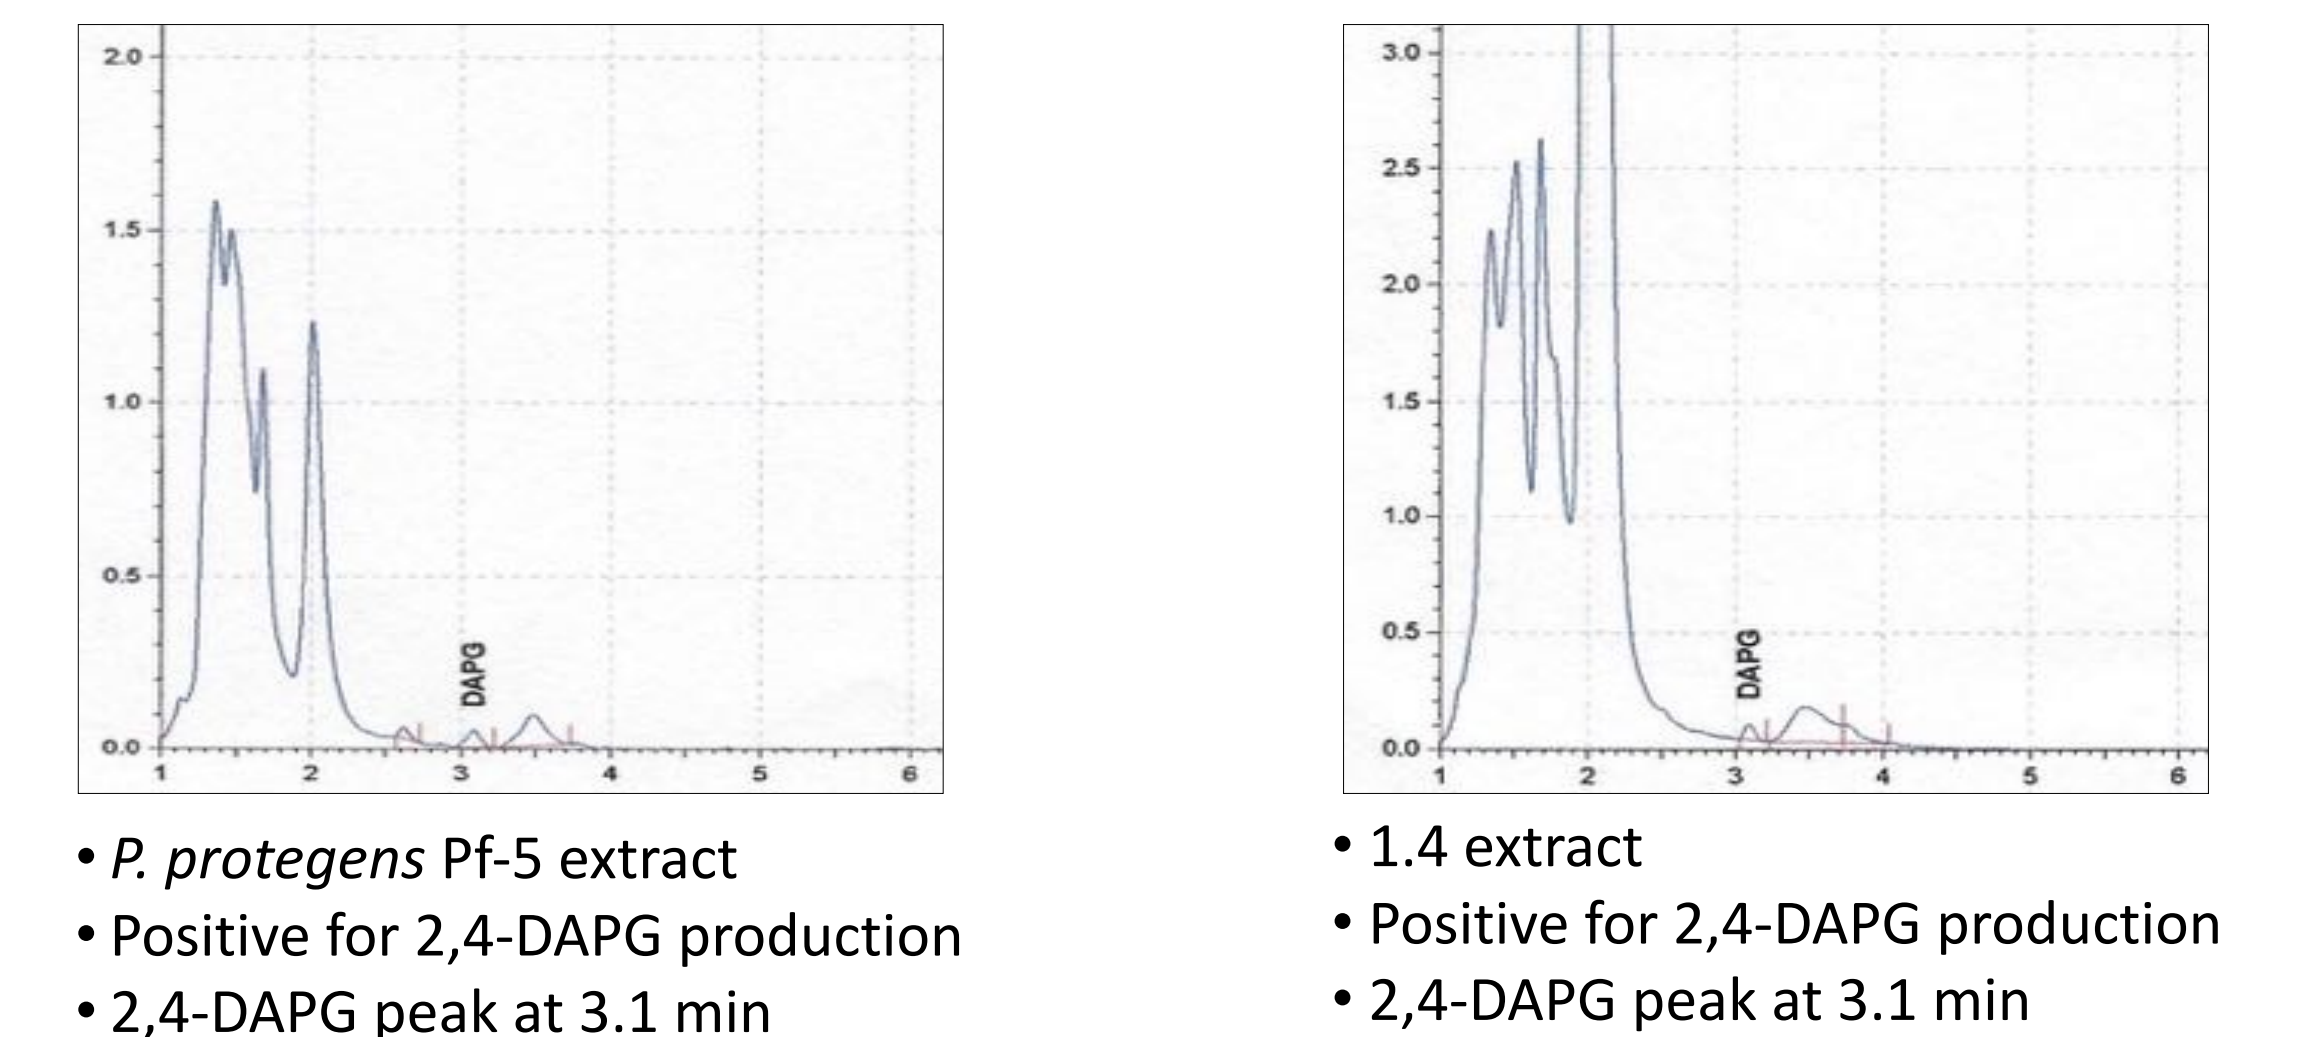 2.0
1.5
1.0
0.5
0.0
DAPG
1 2 3 4 5 6
• P. protegens Pf-5 extract
• Positive for 2,4-DAPG production
• 2,4-DAPG peak at 3.1 min
3.0
2.5
2.0
1.5
1.0
0.5
0.0
DAPG
1 2 3 4 5 6
• 1.4 extract
• Positive for 2,4-DAPG production
• 2,4-DAPG peak at 3.1 min